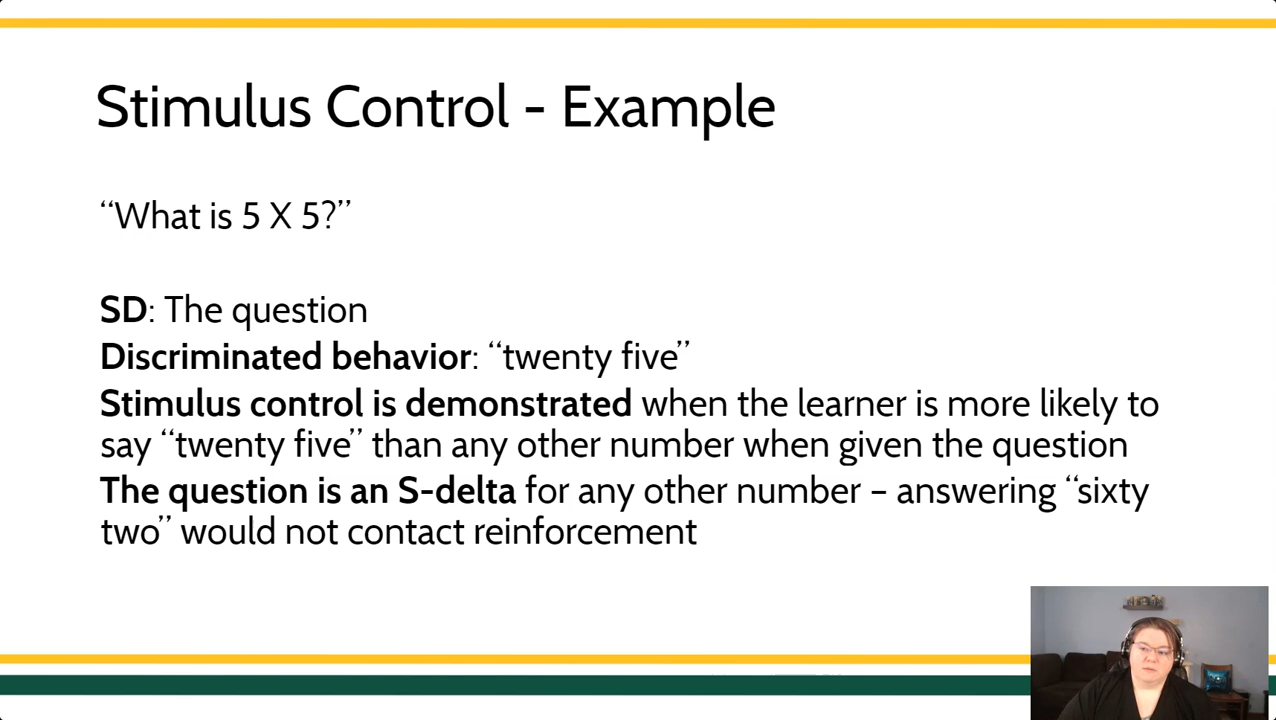 Stimulus Control - Example
“What is 5 X 5?”
SD: The question
Discriminated behavior: “twenty five”
Stimulus control is demonstrated when the learner is more likely to
say “twenty five” than any other number when given the question
The question is an S-delta for any other number – answering “sixty
two” would not contact reinforcement